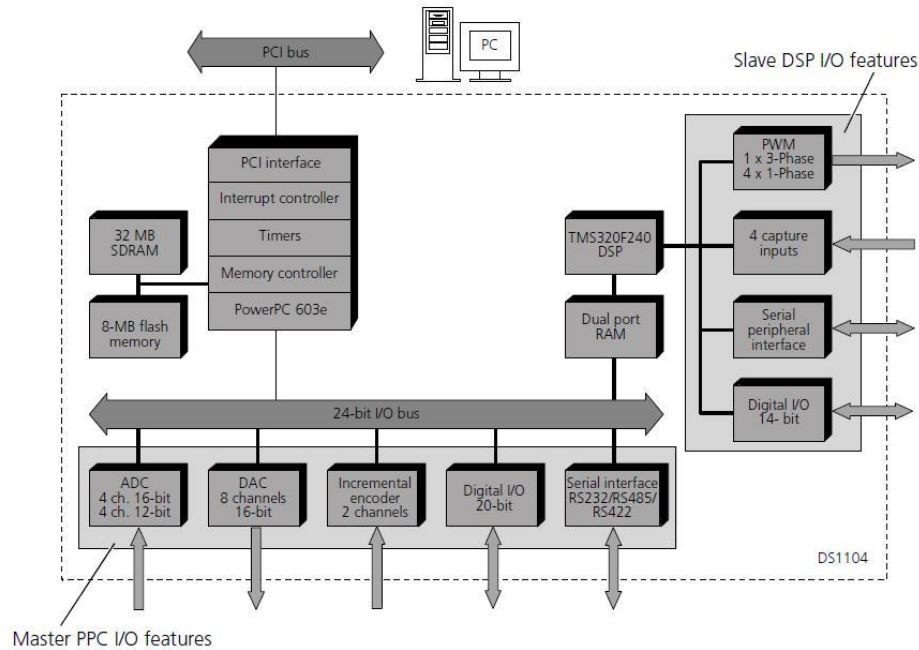 PCI bus
PC
Slave DSP I/O features
PCI interface
Interrupt controller
Timers
Memory controller
PowerPC 603e
32 MB
SDRAM
8-MB flash
memory
TMS320F240
DSP
Dual port
RAM
PWM
1 x 3-Phase
4 x 1-Phase
4 capture
inputs
Serial
peripheral
interface
Digital I/O
14- bit
24-bit I/O bus
ADC
4 ch. 16-bit
4 ch. 12-bit
DAC
8 channels
16-bit
Incremental
encoder
2 channels
Digital I/O
20-bit
Serial interface
RS232/RS485/
RS422
DS1104
Master PPC I/O features